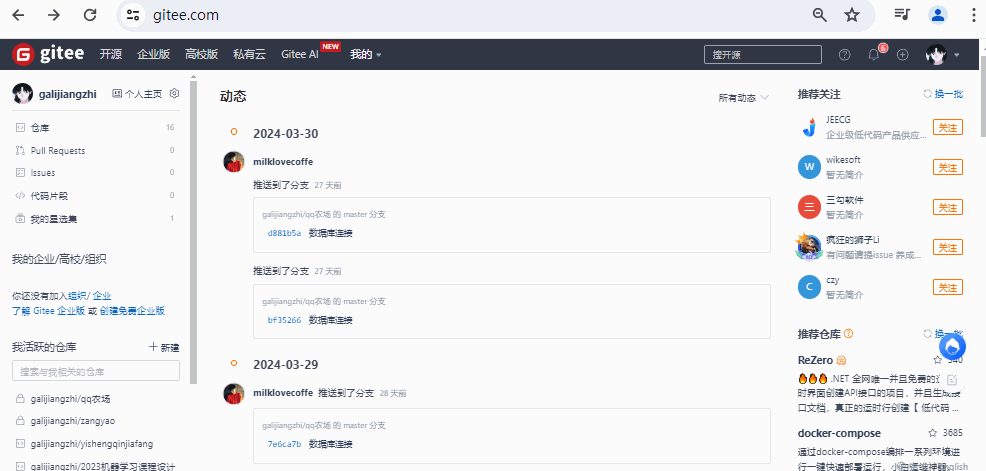 gitee.com
gitee 开源 企业版 高校版 私有云 Gitee AI NEW 我的 搜开源 6
galijiangzhi 个人主页
仓库 16
Pull Requests 0
Issues 0
代码片段 0
我的星选集 1
我的企业/高校/组织
你还没有加入组织/ 企业
了解 Gitee 企业版 或 创建免费企业版
我活跃的仓库 新建
搜索与我相关的仓库
galijiangzhi/qq农场
galijiangzhi/zangyao
galijiangzhi/yishengqinjiafang
galijiangzhi/2023机器学习课程设计
动态 所有动态
2024-03-30
milklovecoffe
推送到了分支 27 天前
galijiangzhi/qq农场 的 master 分支
d881b5a 数据库连接
推送到了分支 27 天前
galijiangzhi/qq农场 的 master 分支
bf35266 数据库连接
2024-03-29
milklovecoffe 推送到了分支 28 天前
galijiangzhi/qq农场 的 master 分支
7e6ca7b 数据库连接
推荐关注 换一批
JEECG
企业级低代码产品供应... 关注
W wikesoft
暂无简介 关注
三 三勾软件
暂无简介 关注
疯狂的狮子Li
有问题请提issue 养成... 关注
C czy
暂无简介 关注
推荐仓库 换一批
ReZero 540
.NET 全网唯一并且免费的
时界面创建API接口的项目，并且生成接
口文档，真正的运时行创建【 低代码 ...
docker-compose 3685
通过docker-compose编排一系列环境进
行一键快速部署运行，小白运维神器。